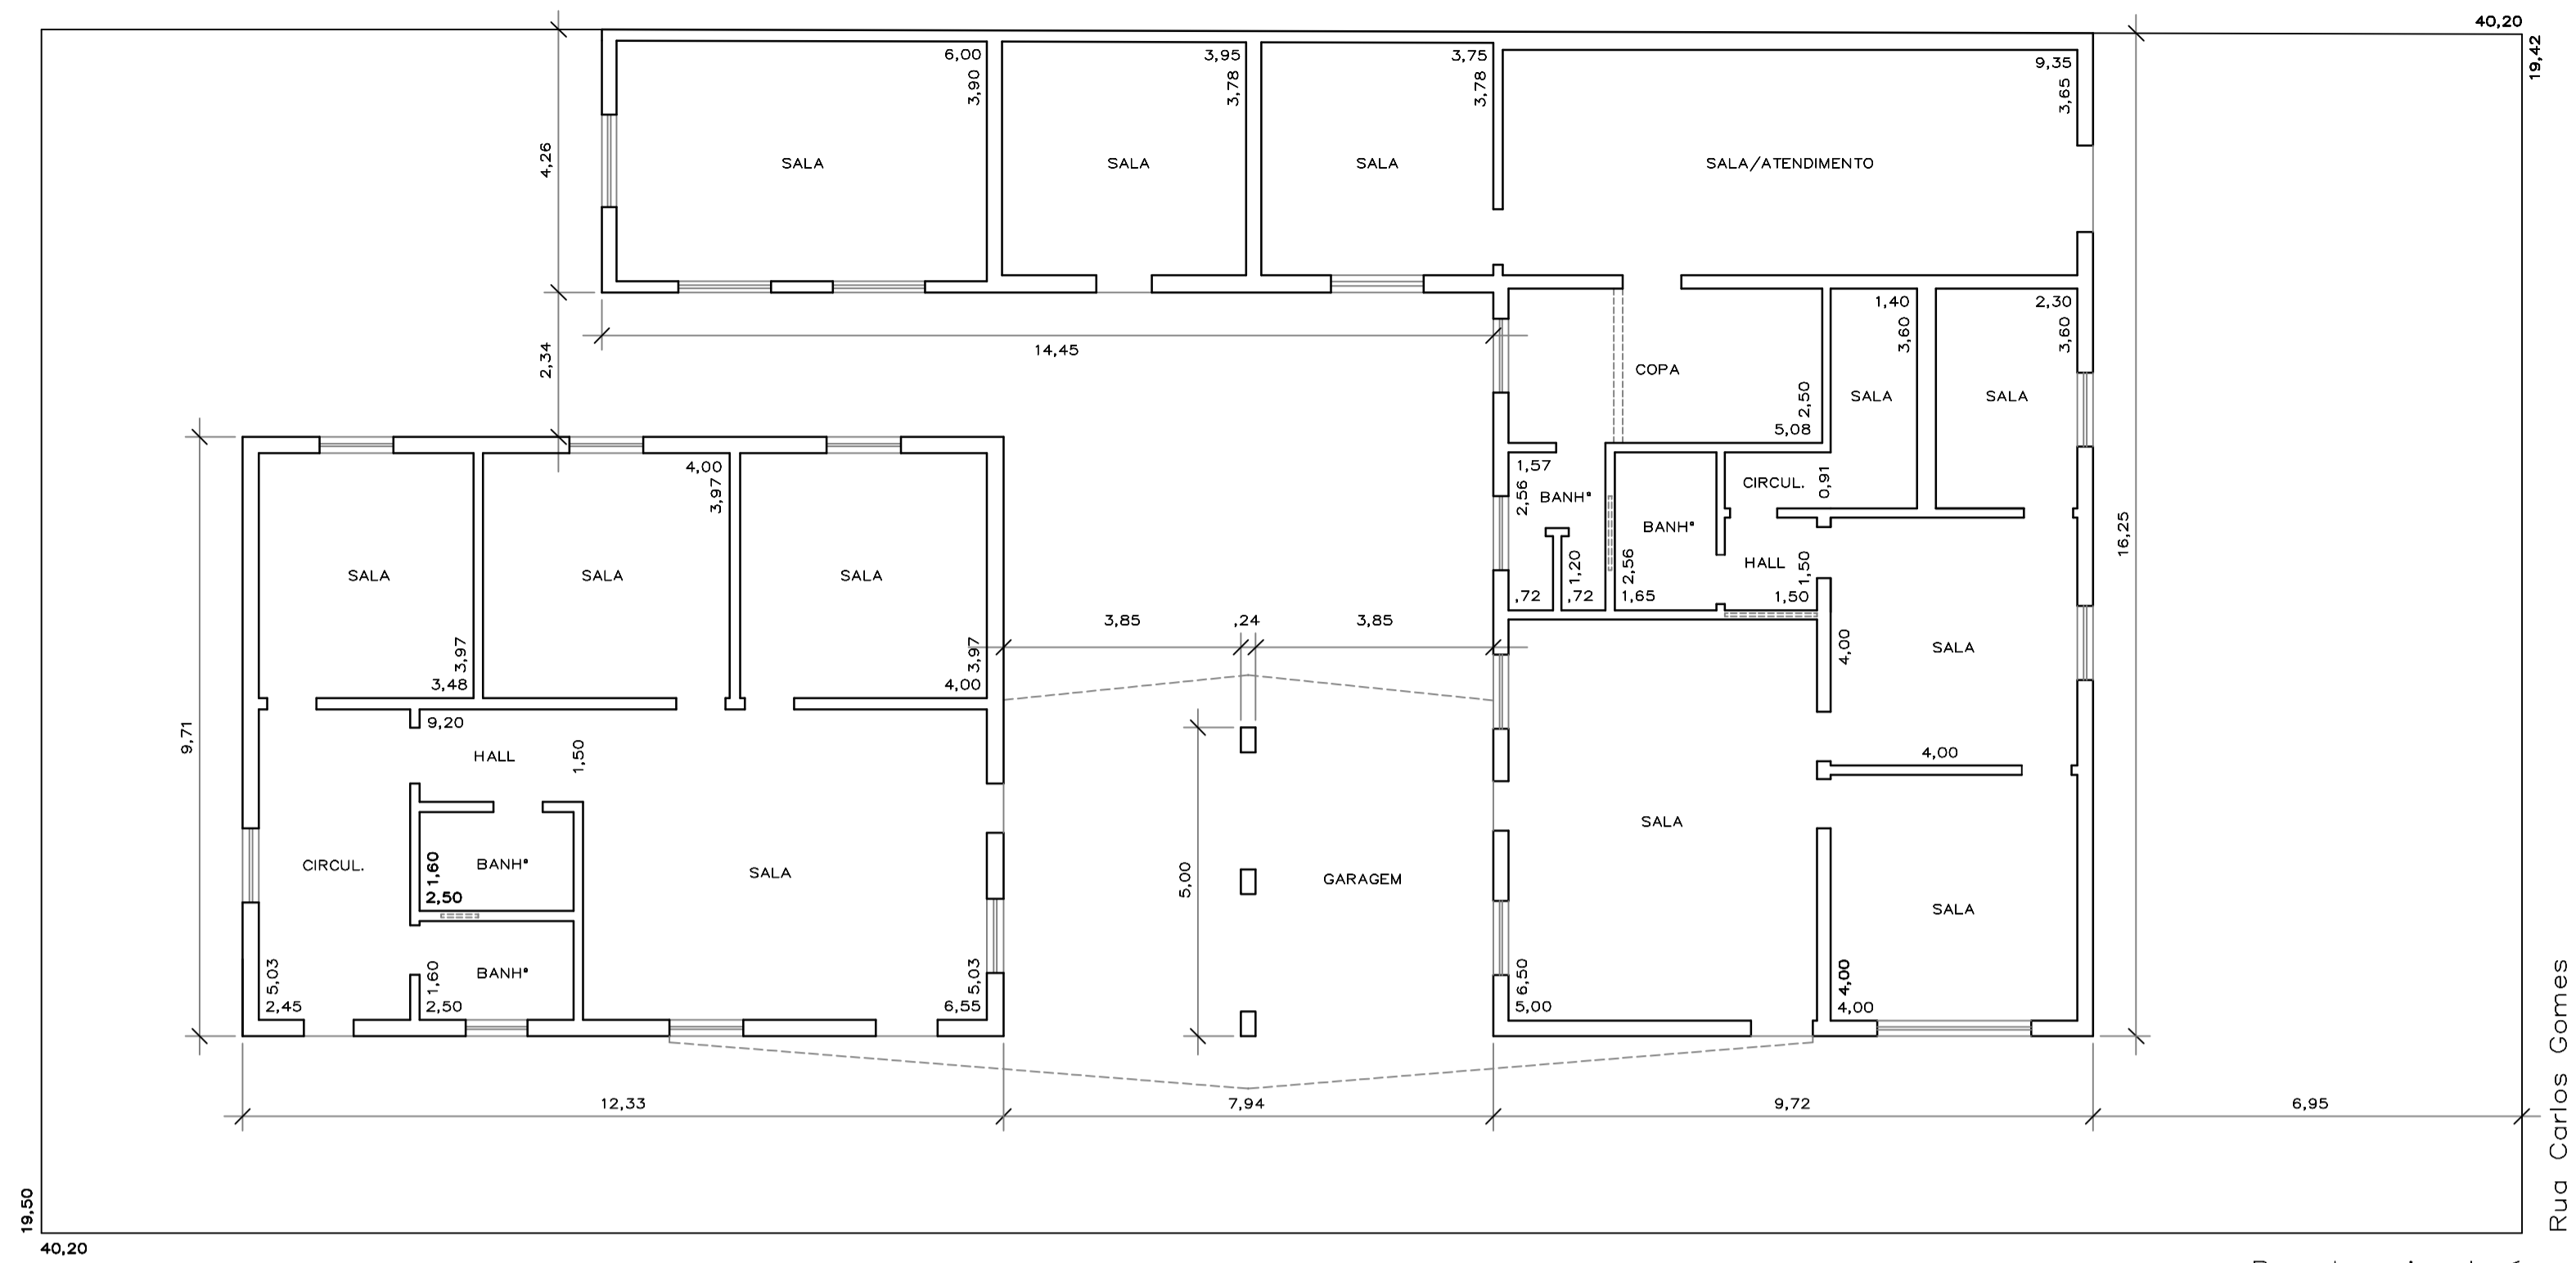 40,20
19,42
6,00
3,90
3,95
3,78
3,75
3,78
9,35
3,65
4,26
SALA
SALA
SALA
SALA/ATENDIMENTO
2,34
14,45
1,40
3,60
2,30
3,60
COPA
2,50
5,08
SALA
SALA
4,00
3,97
1,57
2,56
BANHº
BANHº
CIRCUL.
0,91
16,25
SALA
SALA
SALA
HALL
1,50
1,50
1,20
,72
,72
2,56
1,65
3,97
3,48
3,97
4,00
3,85
,24
3,85
4,00
SALA
9,71
9,20
HALL
1,50
4,00
SALA
CIRCUL.
1,60
BANHº
2,50
SALA
5,00
GARAGEM
SALA
5,03
2,45
1,60
BANHº
2,50
5,03
6,55
6,50
5,00
4,00
4,00
12,33
7,94
9,72
6,95
Rua Carlos Gomes
19,50
40,20